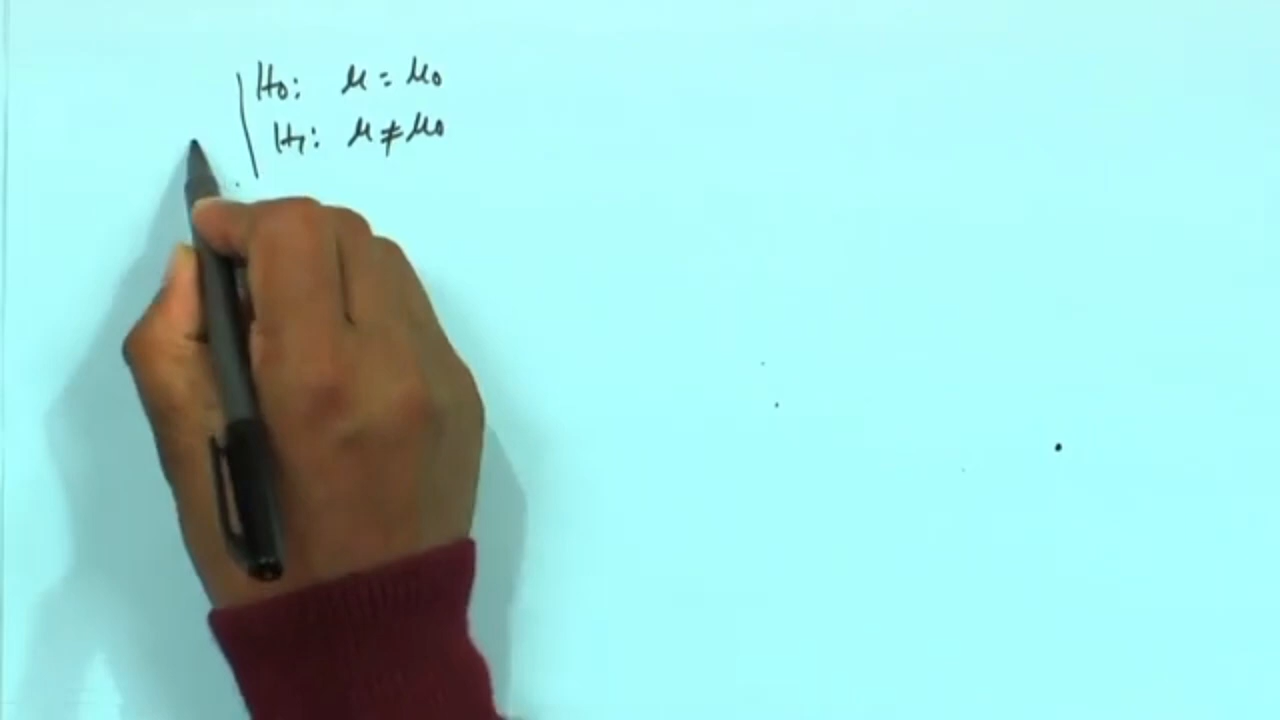 H₀: μ = μ₀
H₁: μ ≠ μ₀